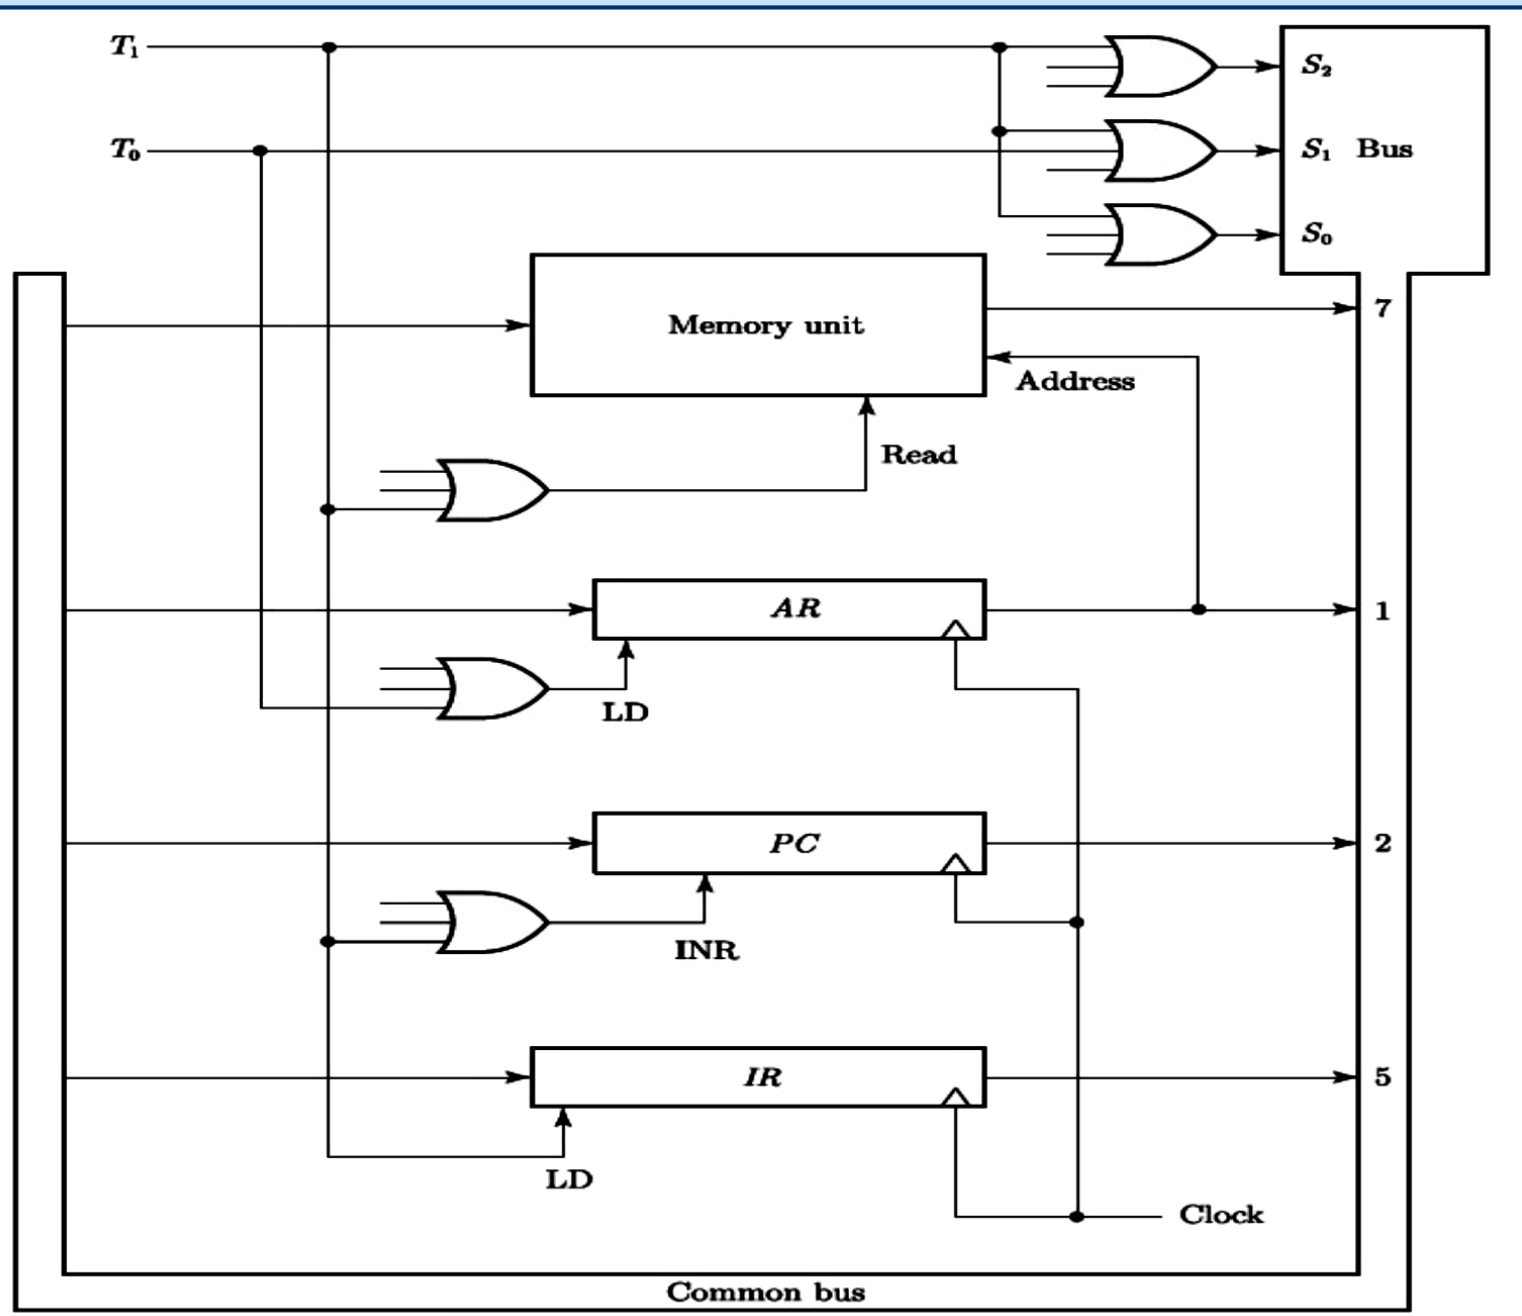 T₁
S₂
T₀
S₁ Bus
S₀
7
Memory unit
Address
Read
AR
1
LD
PC
2
INR
IR
5
LD
Clock
Common bus